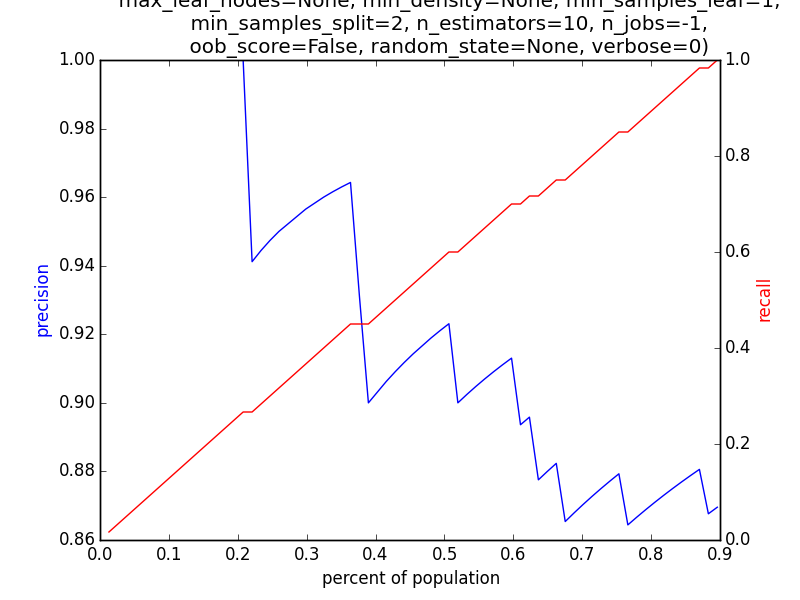 max_leaf_nodes=None, min_density=None, min_samples_leaf=1,
min_samples_split=2, n_estimators=10, n_jobs=-1,
oob_score=False, random_state=None, verbose=0)
1.00
0.98
0.96
0.94
0.92
0.90
0.88
0.86
precision
1.0
0.8
0.6
0.4
0.2
0.0
recall
0.0 0.1 0.2 0.3 0.4 0.5 0.6 0.7 0.8 0.9
percent of population